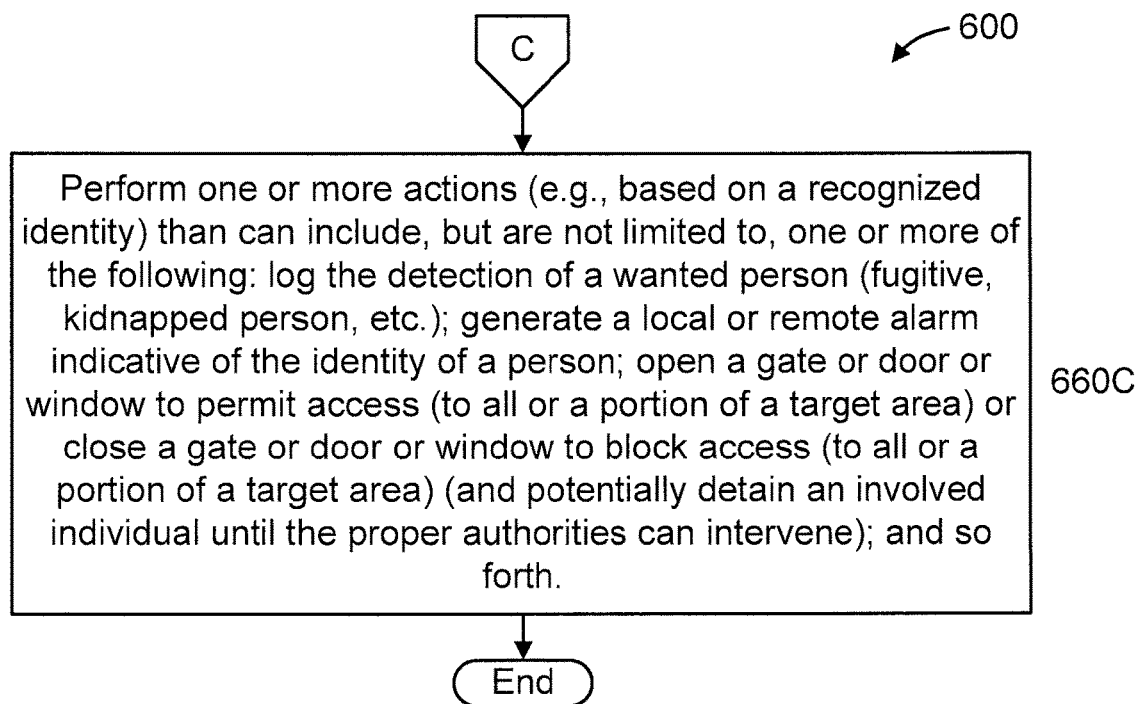 C
600
Perform one or more actions (e.g., based on a recognized
identity) than can include, but are not limited to, one or more of
the following: log the detection of a wanted person (fugitive,
kidnapped person, etc.); generate a local or remote alarm
indicative of the identity of a person; open a gate or door or
window to permit access (to all or a portion of a target area) or
close a gate or door or window to block access (to all or a
portion of a target area) (and potentially detain an involved
individual until the proper authorities can intervene); and so
forth.
660C
End